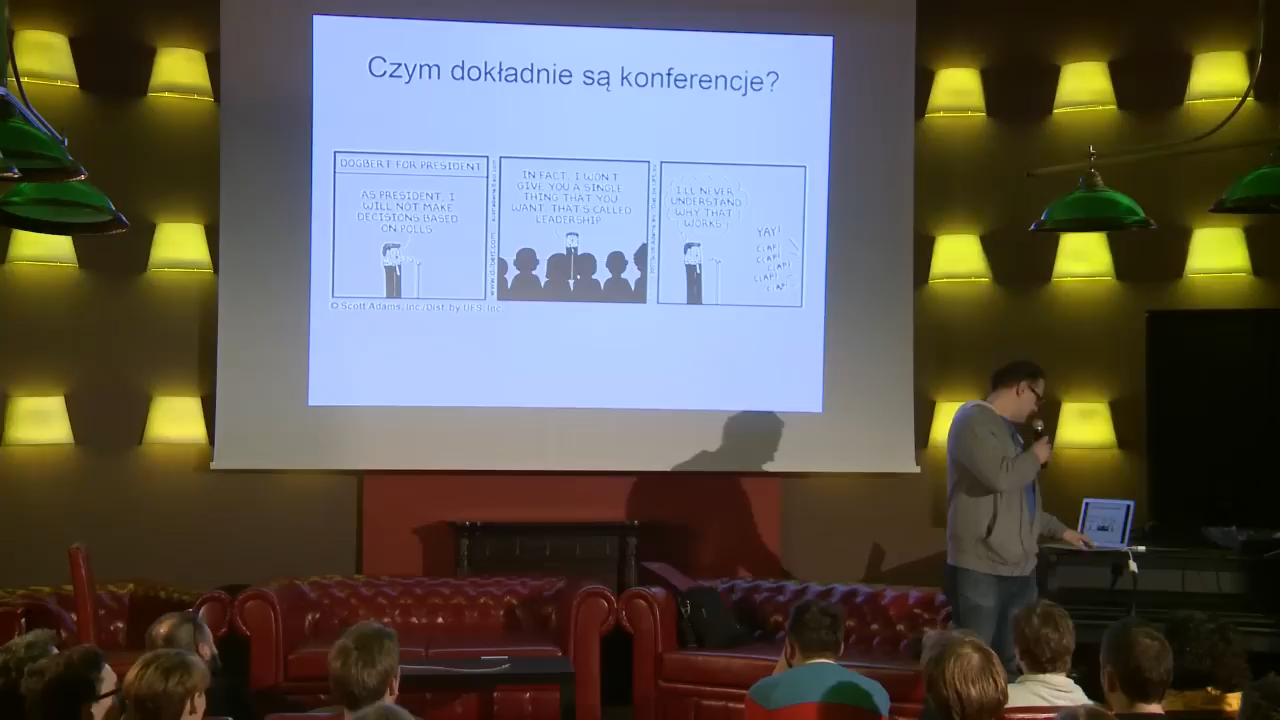 Czym dokładnie są konferencje?
DOGBERT FOR PRESIDENT
AS PRESIDENT, I
WILL NOT MAKE
DECISIONS BASED
ON POLLS.
IN FACT, I WON'T
GIVE YOU A SINGLE
THING THAT YOU
WANT. THAT'S CALLED
LEADERSHIP.
I'LL NEVER
UNDERSTAND
WHY THAT
WORKS.
YAY!
CLAP!
CLAP!
CLAP!
CLAP!
CLAP!
© Scott Adams, Inc./Dist. by UFS, Inc.